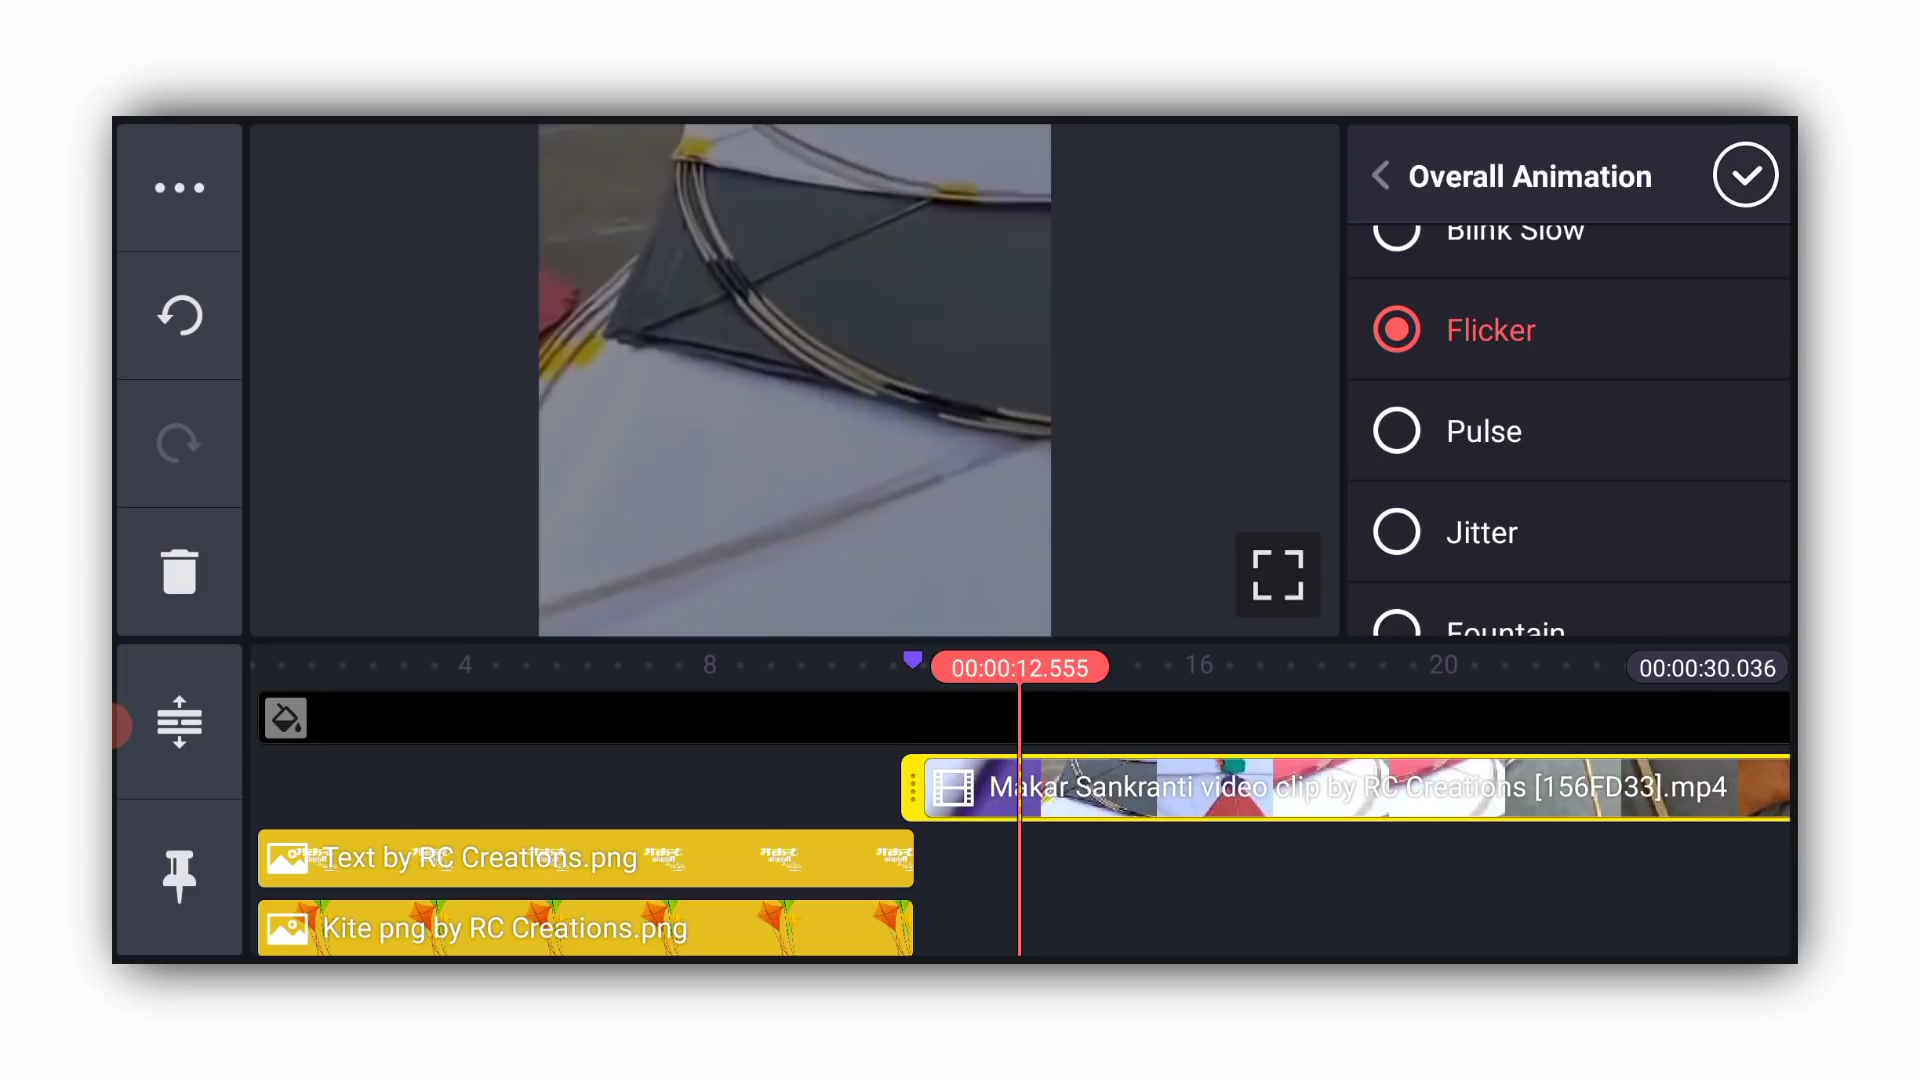 Overall Animation
Blink Slow
Flicker
Pulse
Jitter
Fountain
4
8
00:00:12.555
16
20
00:00:30.036
Makar Sankranti video clip by RC Creations [156FD33].mp4
Text by RC Creations.png
Kite png by RC Creations.png